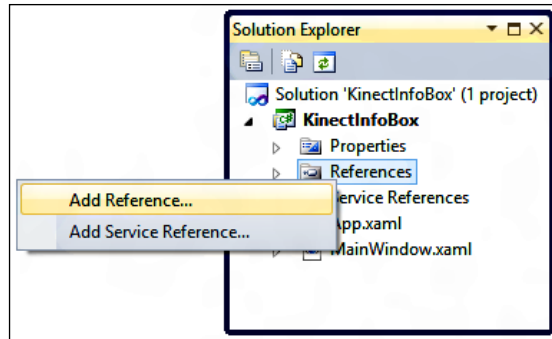 Solution Explorer
Solution 'KinectInfoBox' (1 project)
KinectInfoBox
Properties
References
Add Reference...
Service References
Add Service Reference...
App.xaml
MainWindow.xaml